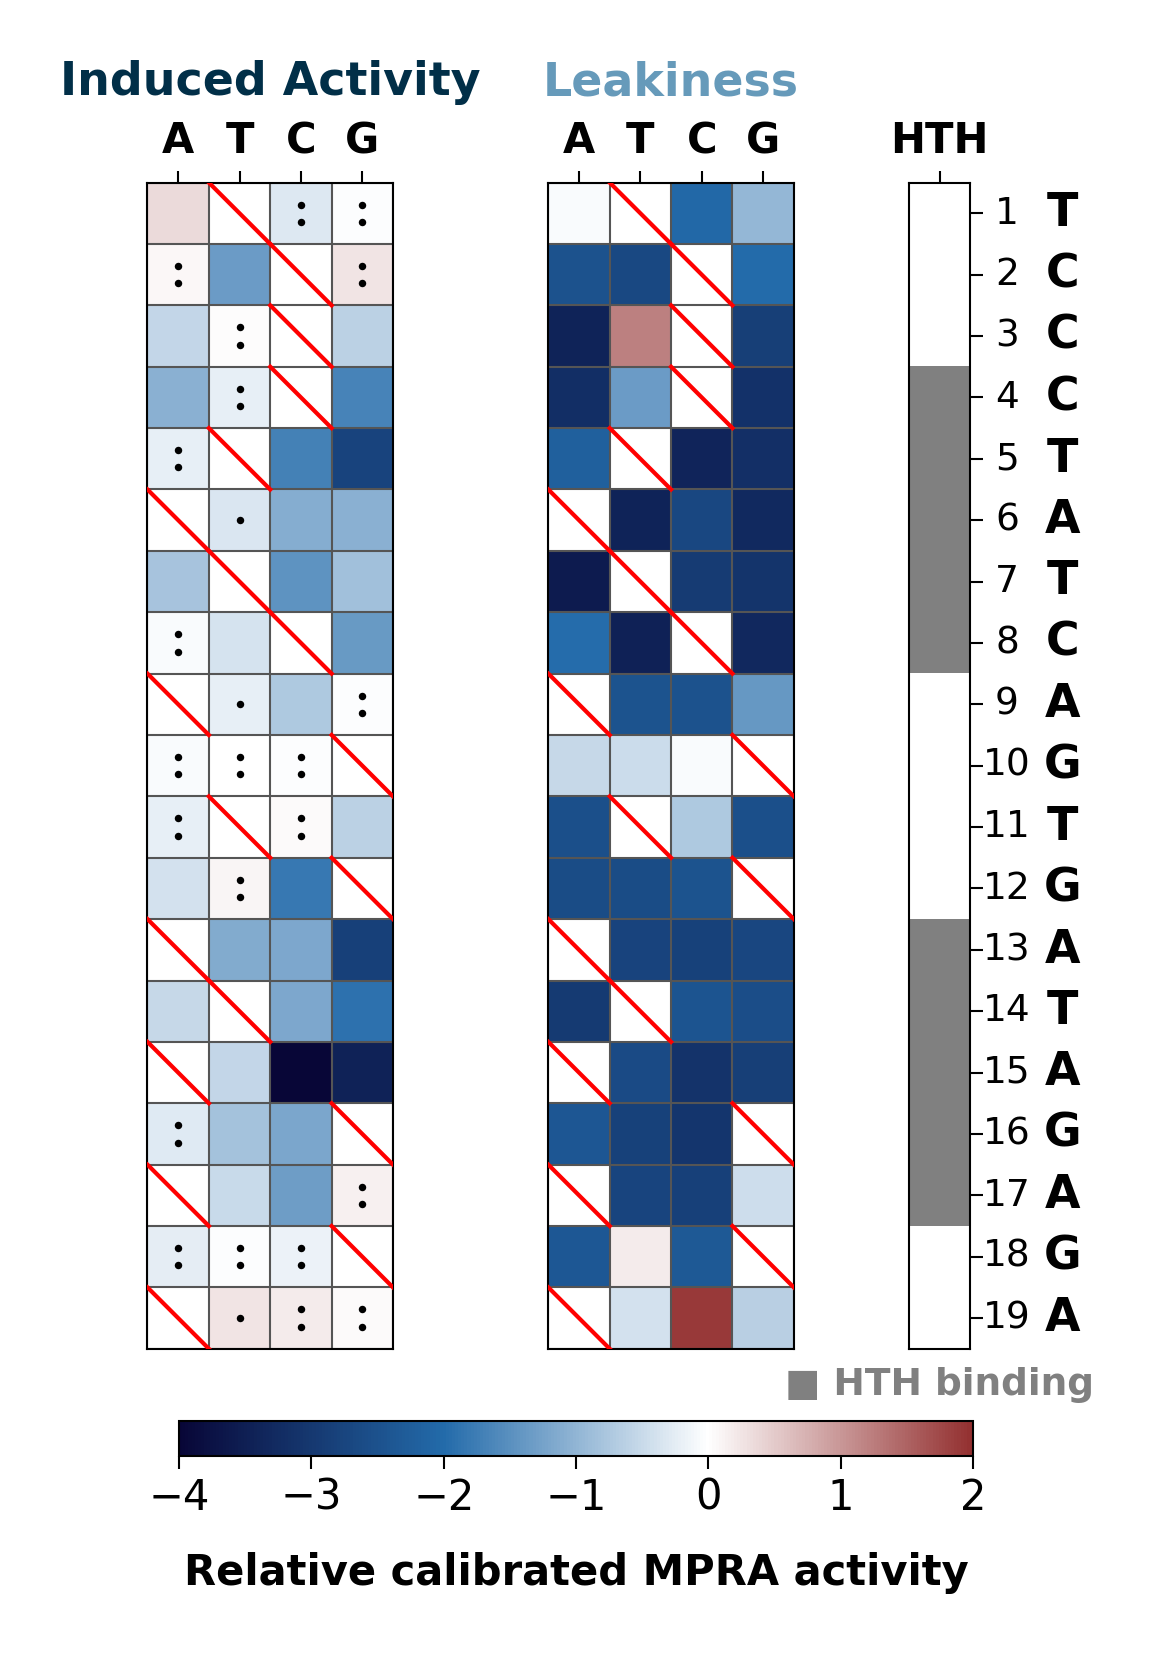 Induced Activity Leakiness
A T C G A T C G HTH
1 T
2 C
3 C
4 C
5 T
6 A
7 T
8 C
9 A
10 G
11 T
12 G
13 A
14 T
15 A
16 G
17 A
18 G
19 A
HTH binding
−4 −3 −2 −1 0 1 2
Relative calibrated MPRA activity